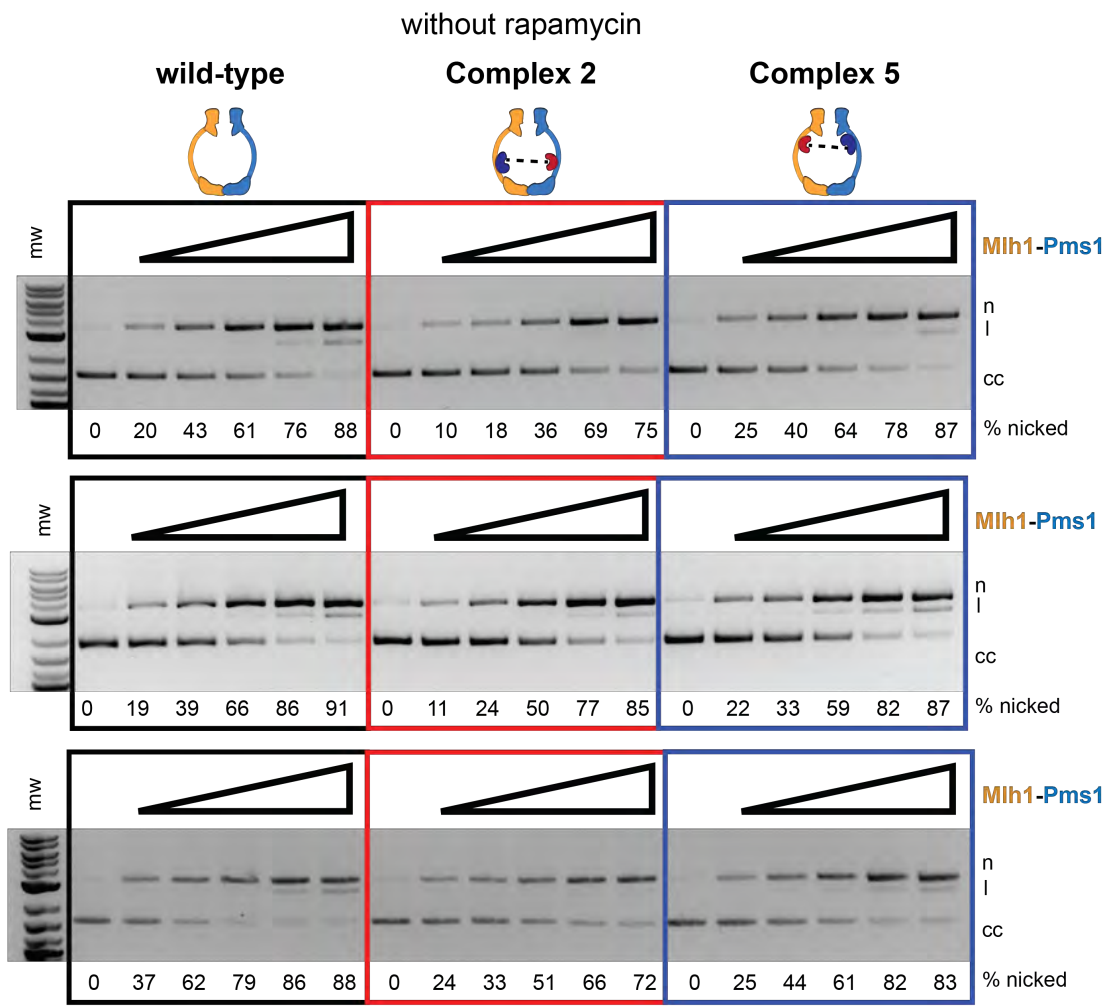 without rapamycin
wild-type Complex 2 Complex 5
mw Mlh1-Pms1
n
l
cc
0 20 43 61 76 88 0 10 18 36 69 75 0 25 40 64 78 87 % nicked
mw Mlh1-Pms1
n
l
cc
0 19 39 66 86 91 0 11 24 50 77 85 0 22 33 59 82 87 % nicked
mw Mlh1-Pms1
n
l
cc
0 37 62 79 86 88 0 24 33 51 66 72 0 25 44 61 82 83 % nicked